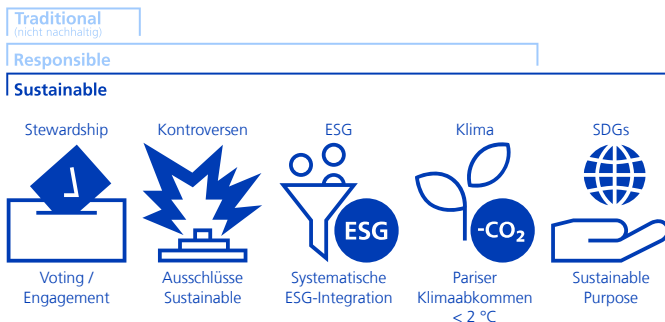 Traditional
(nicht nachhaltig)
Responsible
Sustainable
Stewardship
Kontroversen
ESG
Klima
SDGs
ESG
-CO₂
Voting /
Engagement
Ausschlüsse
Sustainable
Systematische
ESG-Integration
Pariser
Klimaabkommen
< 2 °C
Sustainable
Purpose